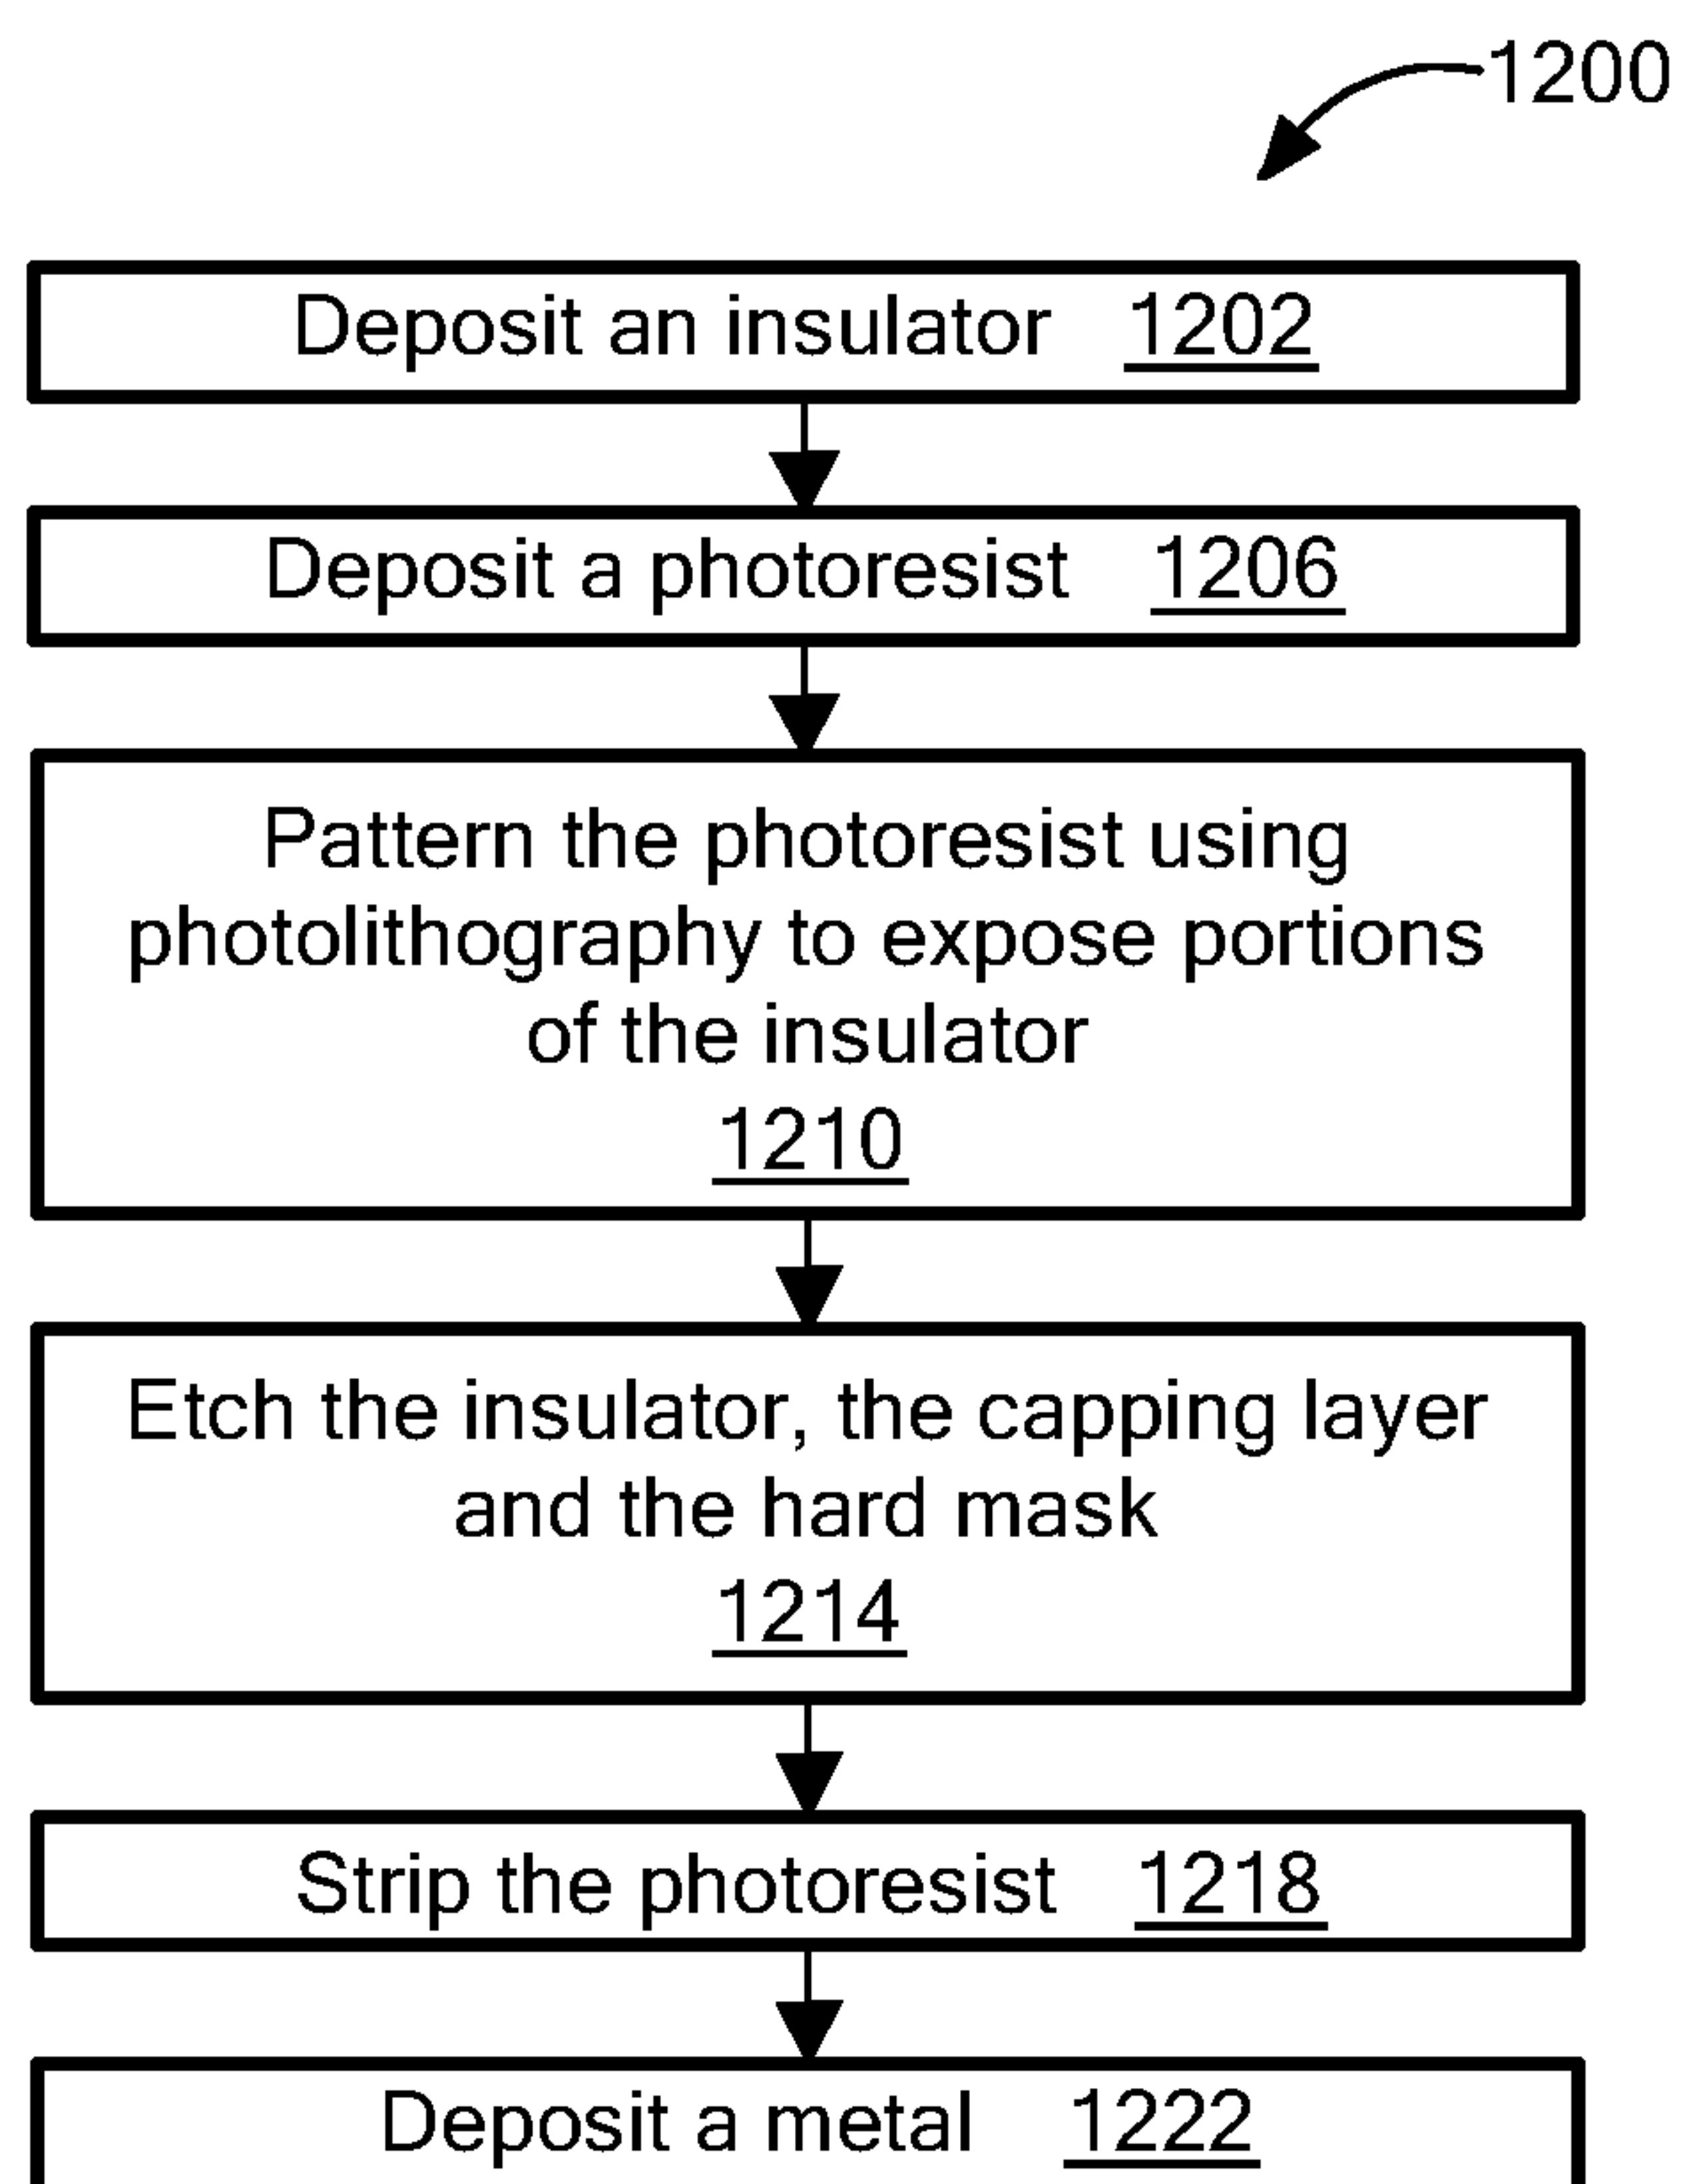 1200
Deposit an insulator 1202
Deposit a photoresist 1206
Pattern the photoresist using
photolithography to expose portions
of the insulator
1210
Etch the insulator, the capping layer
and the hard mask
1214
Strip the photoresist 1218
Deposit a metal 1222